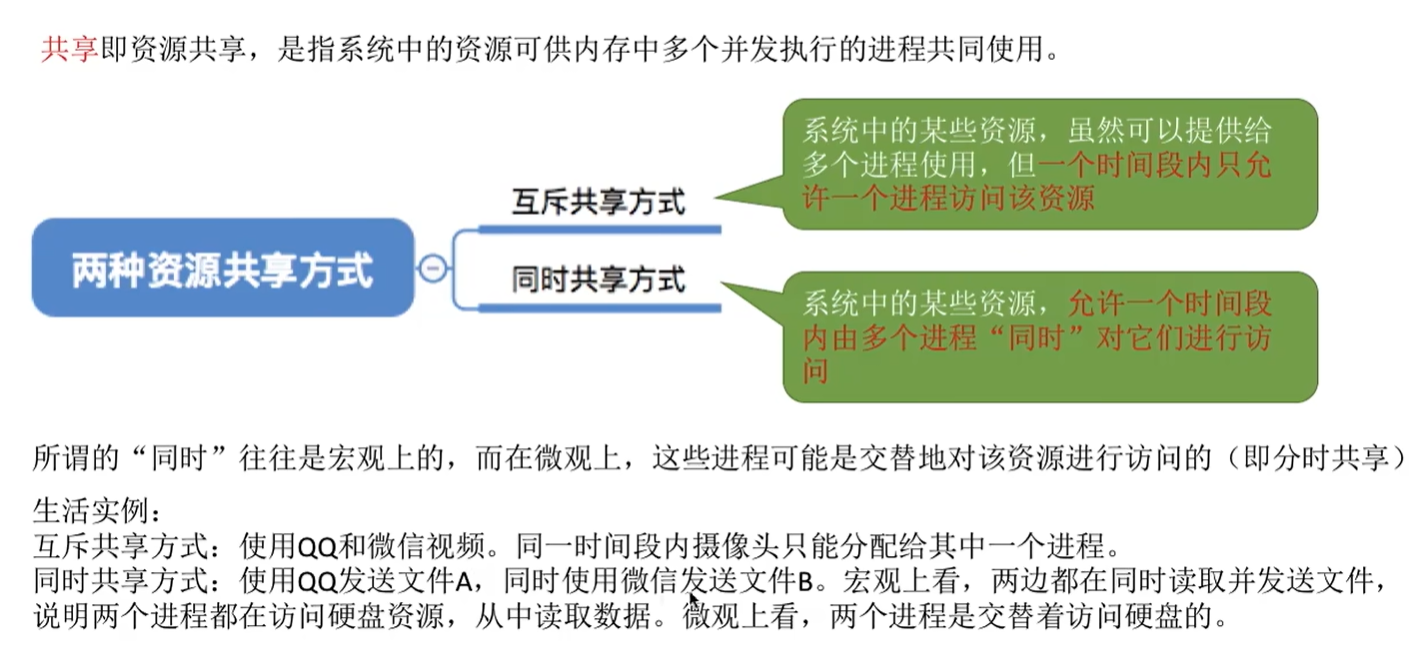 共享即资源共享，是指系统中的资源可供内存中多个并发执行的进程共同使用。
系统中的某些资源，虽然可以提供给
多个进程使用，但一个时间段内只允
许一个进程访问该资源
互斥共享方式
两种资源共享方式
同时共享方式
系统中的某些资源，允许一个时间段
内由多个进程“同时”对它们进行访
问
所谓的“同时”往往是宏观上的，而在微观上，这些进程可能是交替地对该资源进行访问的（即分时共享）
生活实例：
互斥共享方式：使用QQ和微信视频。同一时间段内摄像头只能分配给其中一个进程。
同时共享方式：使用QQ发送文件A，同时使用微信发送文件B。宏观上看，两边都在同时读取并发送文件，
说明两个进程都在访问硬盘资源，从中读取数据。微观上看，两个进程是交替着访问硬盘的。